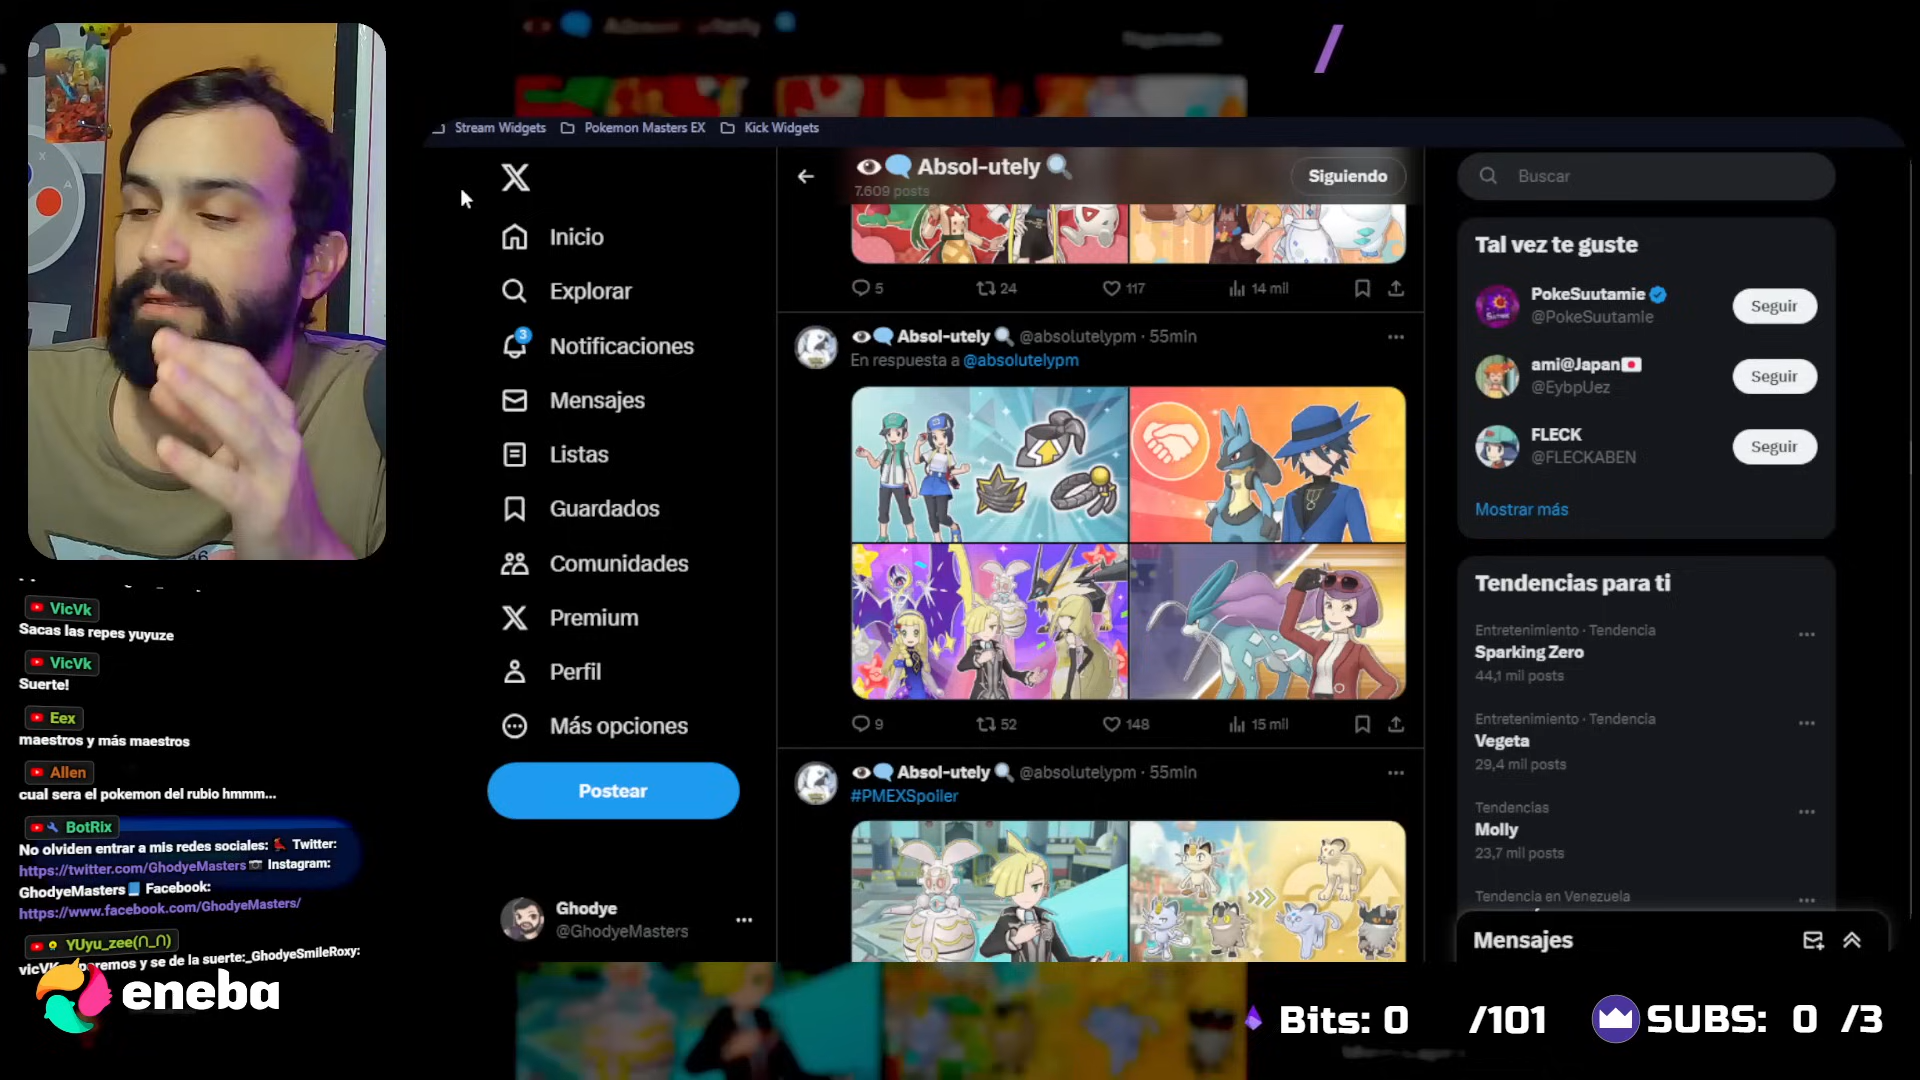 Stream Widgets
Pokemon Masters EX
Kick Widgets
Absol-utely
7.609 posts
Siguiendo
Buscar
Inicio
Explorar
3
Notificaciones
Mensajes
Listas
Guardados
Comunidades
Premium
Perfil
Más opciones
Postear
Ghodye
@GhodyeMasters
5
24
117
14 mil
Absol-utely @absolutelypm · 55min
En respuesta a @absolutelypm
9
52
148
15 mil
Absol-utely @absolutelypm · 55min
#PMEXSpoiler
Tal vez te guste
PokeSuutamie
@PokeSuutamie
Seguir
ami@Japan
@EybpUez
Seguir
FLECK
@FLECKABEN
Seguir
Mostrar más
Tendencias para ti
Entretenimiento · Tendencia
Sparking Zero
44,1 mil posts
Entretenimiento · Tendencia
Vegeta
29,4 mil posts
Tendencias
Molly
23,7 mil posts
Tendencia en Venezuela
Mensajes
VicVk
Sacas las repes yuyuze
VicVk
Suerte!
Eex
maestros y más maestros
Allen
cual sera el pokemon del rubio hmmm...
BotRix
No olviden entrar a mis redes sociales: Twitter:
https://twitter.com/GhodyeMasters Instagram:
GhodyeMasters Facebook:
https://www.facebook.com/GhodyeMasters/
YUyu_zee(∩_∩)
y se de la suerte:_GhodyeSmileRoxy:
eneba
Bits: 0 /101
SUBS: 0 /3